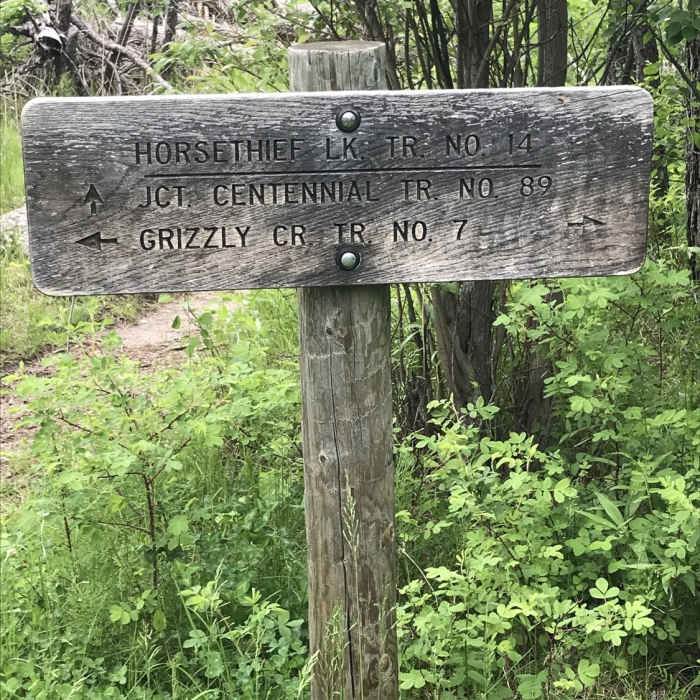 HORSETHIEF LK. TR. NO. 14
JCT. CENTENNIAL TR. NO. 89
GRIZZLY CR. TR. NO. 7